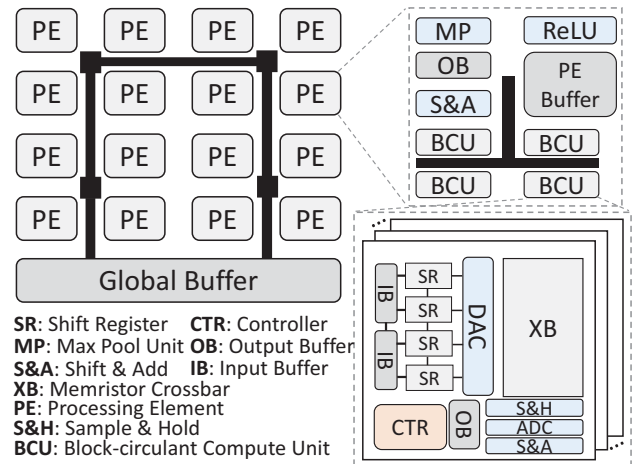 PE PE PE PE
PE PE PE PE
PE PE PE PE
PE PE PE PE
Global Buffer
SR: Shift Register CTR: Controller
MP: Max Pool Unit OB: Output Buffer
S&A: Shift & Add IB: Input Buffer
XB: Memristor Crossbar
PE: Processing Element
S&H: Sample & Hold
BCU: Block-circulant Compute Unit
MP ReLU
OB
PE
Buffer
S&A
BCU BCU
BCU BCU
IB
IB
SR
SR
SR
SR
DAC
XB
CTR
OB
S&H
ADC
S&A